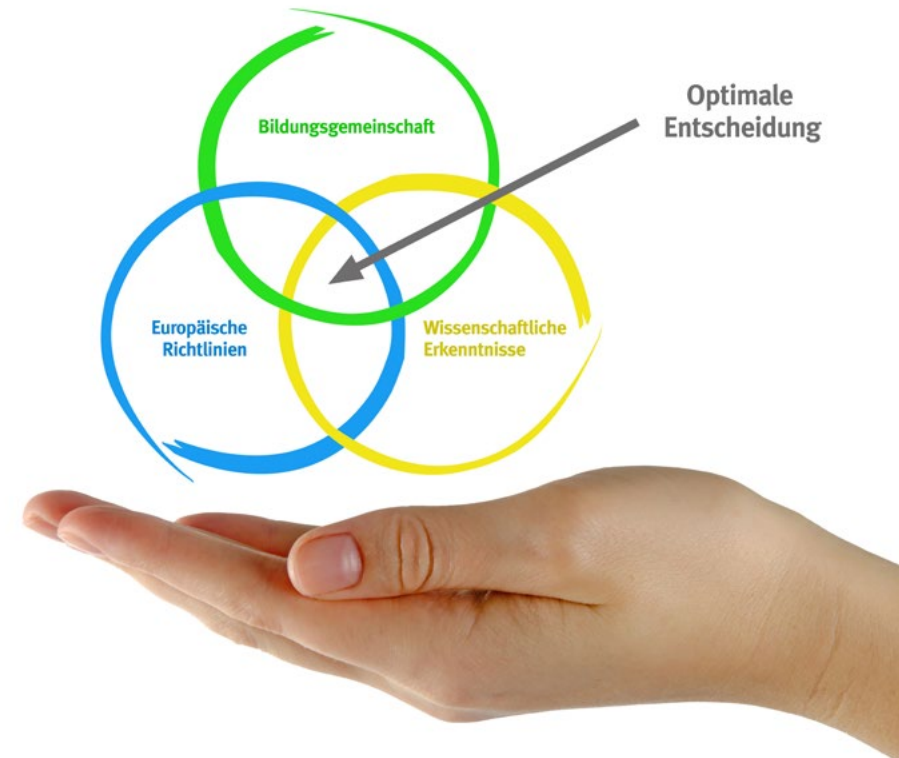 Bildungsgemeinschaft
Optimale
Entscheidung
Europäische
Richtlinien
Wissenschaftliche
Erkenntnisse